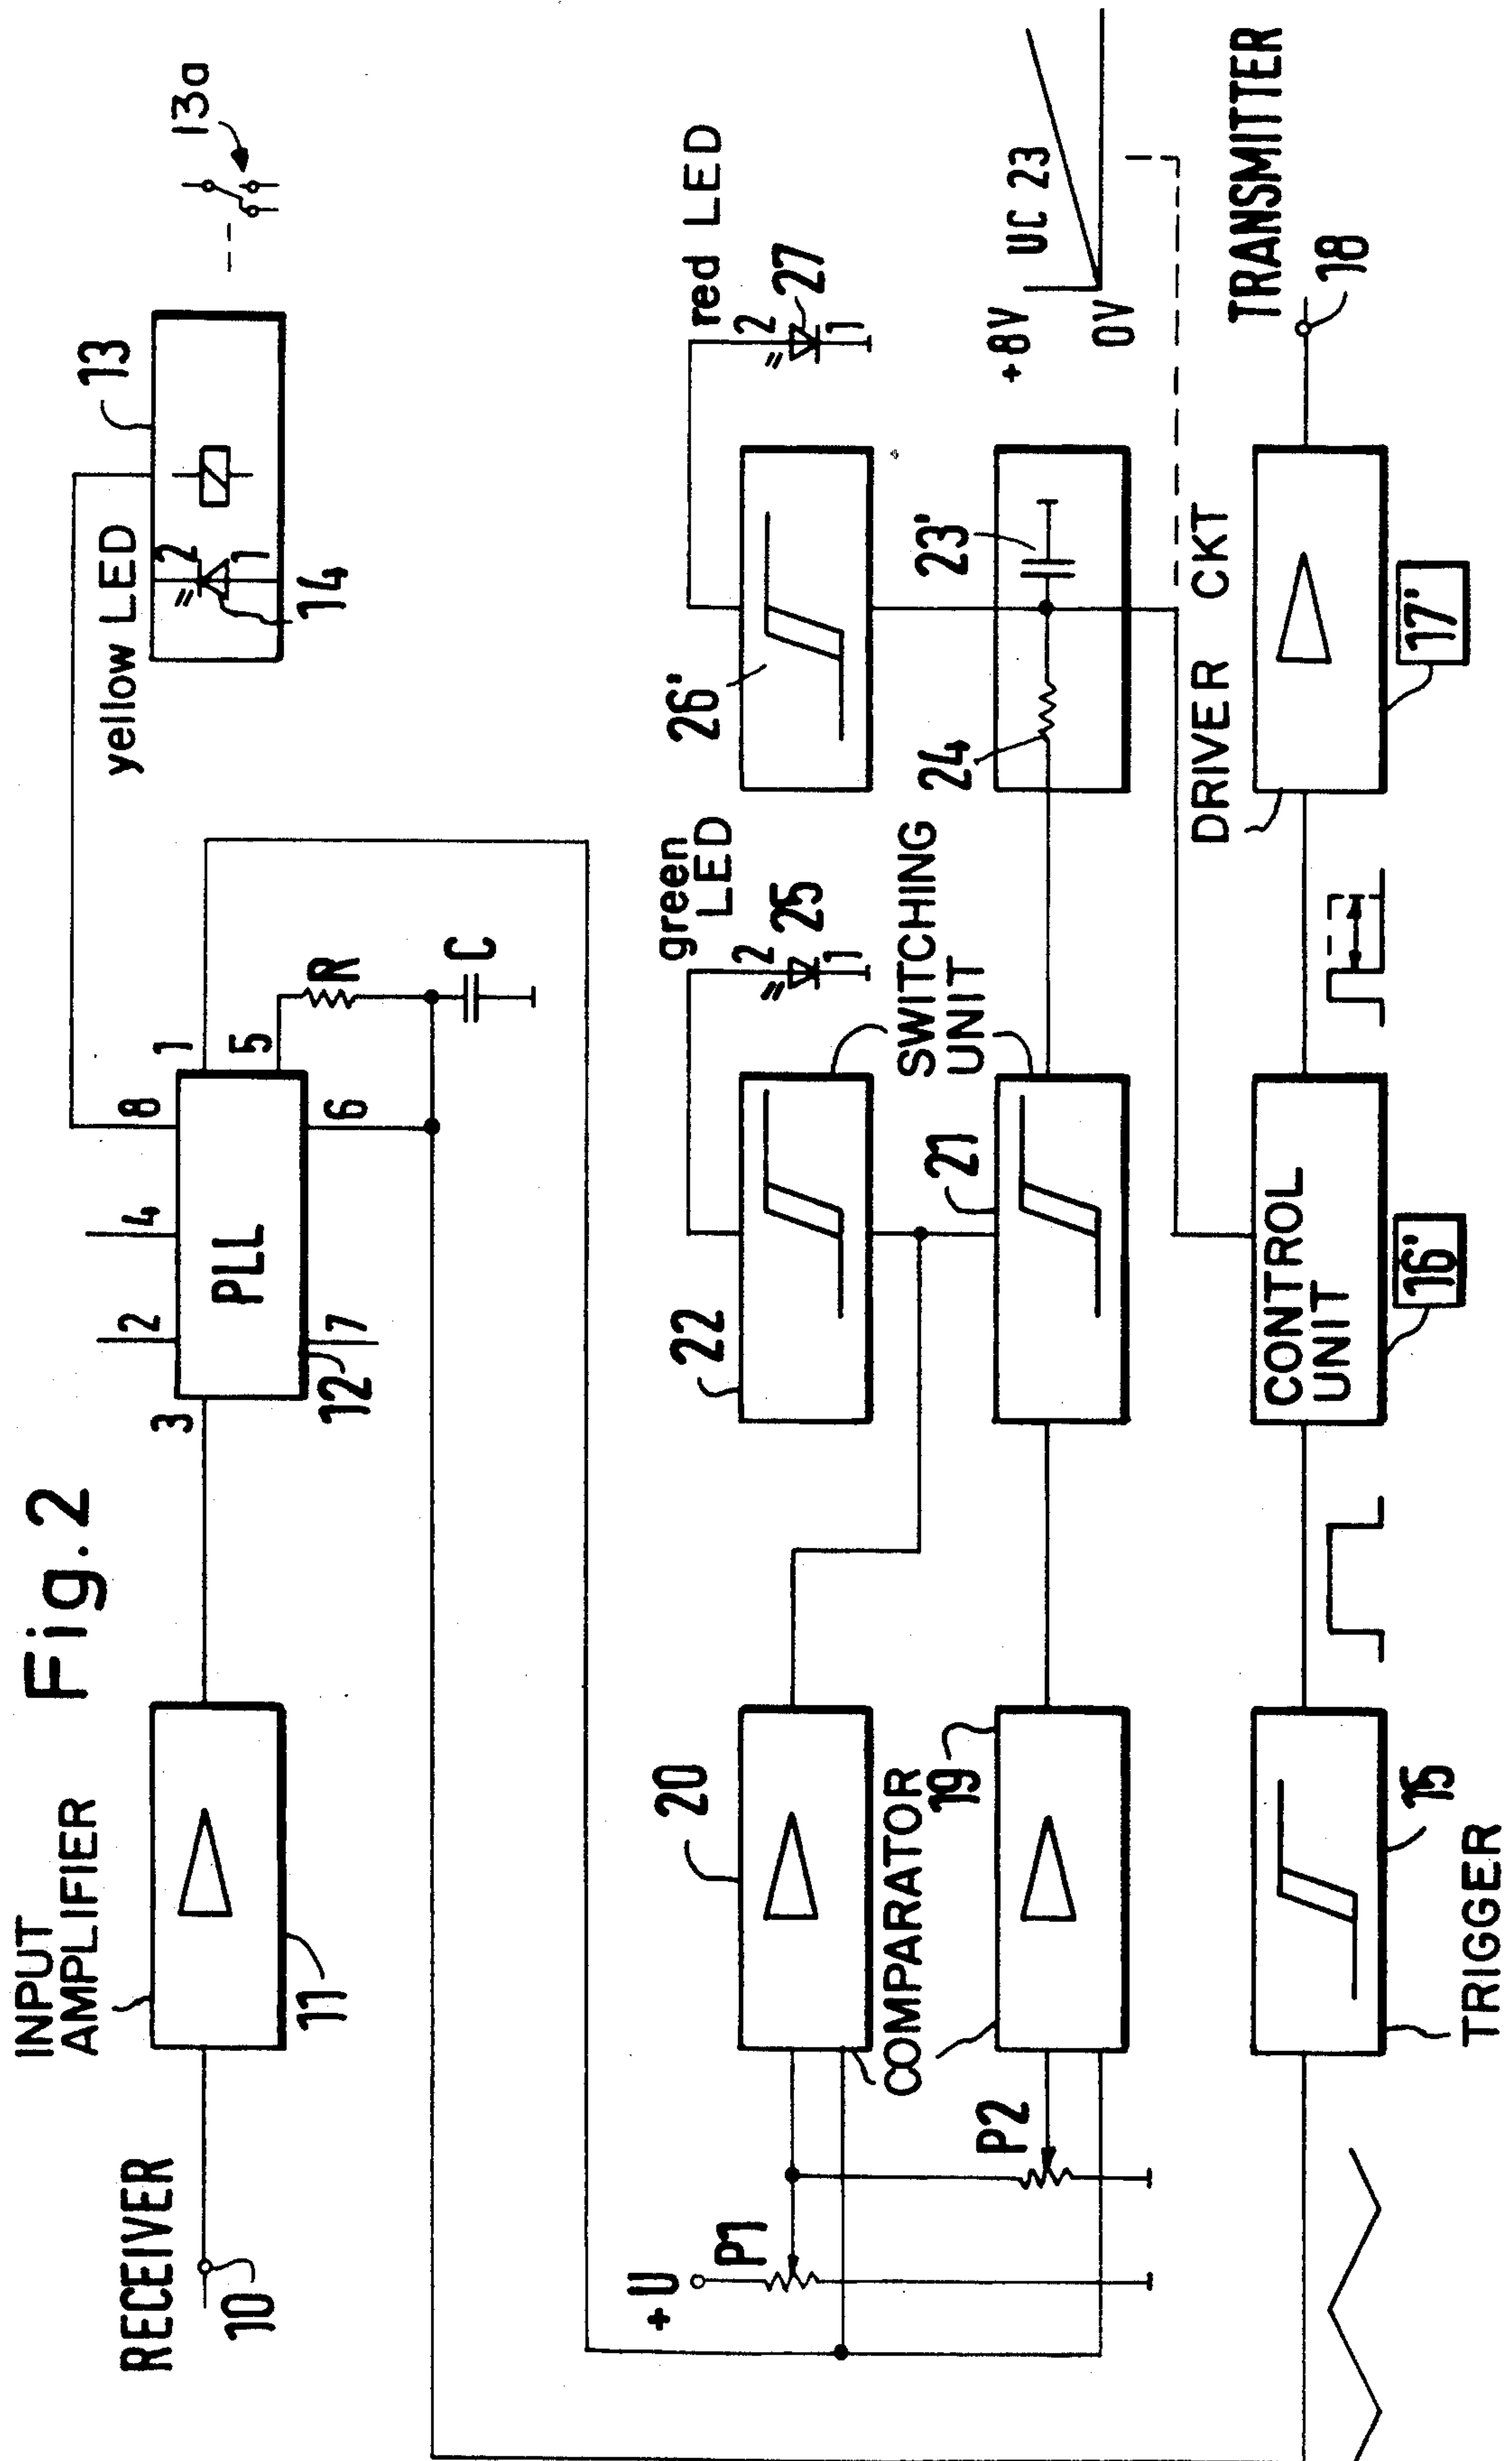 Fig. 2
RECEIVER
10
INPUT
AMPLIFIER
11
3
2
4
8
1
PLL
12
7
6
5
R
C
yellow LED
13
2
1
14
13a
+U
P1
P2
20
COMPARATOR
19
22
green
LED
2
25
1
SWITCHING
UNIT
21
26'
red LED
2
27
1
24
23'
+8V
0V
UC 23
TRIGGER
15
CONTROL
UNIT
16'
DRIVER CKT
17'
TRANSMITTER
18